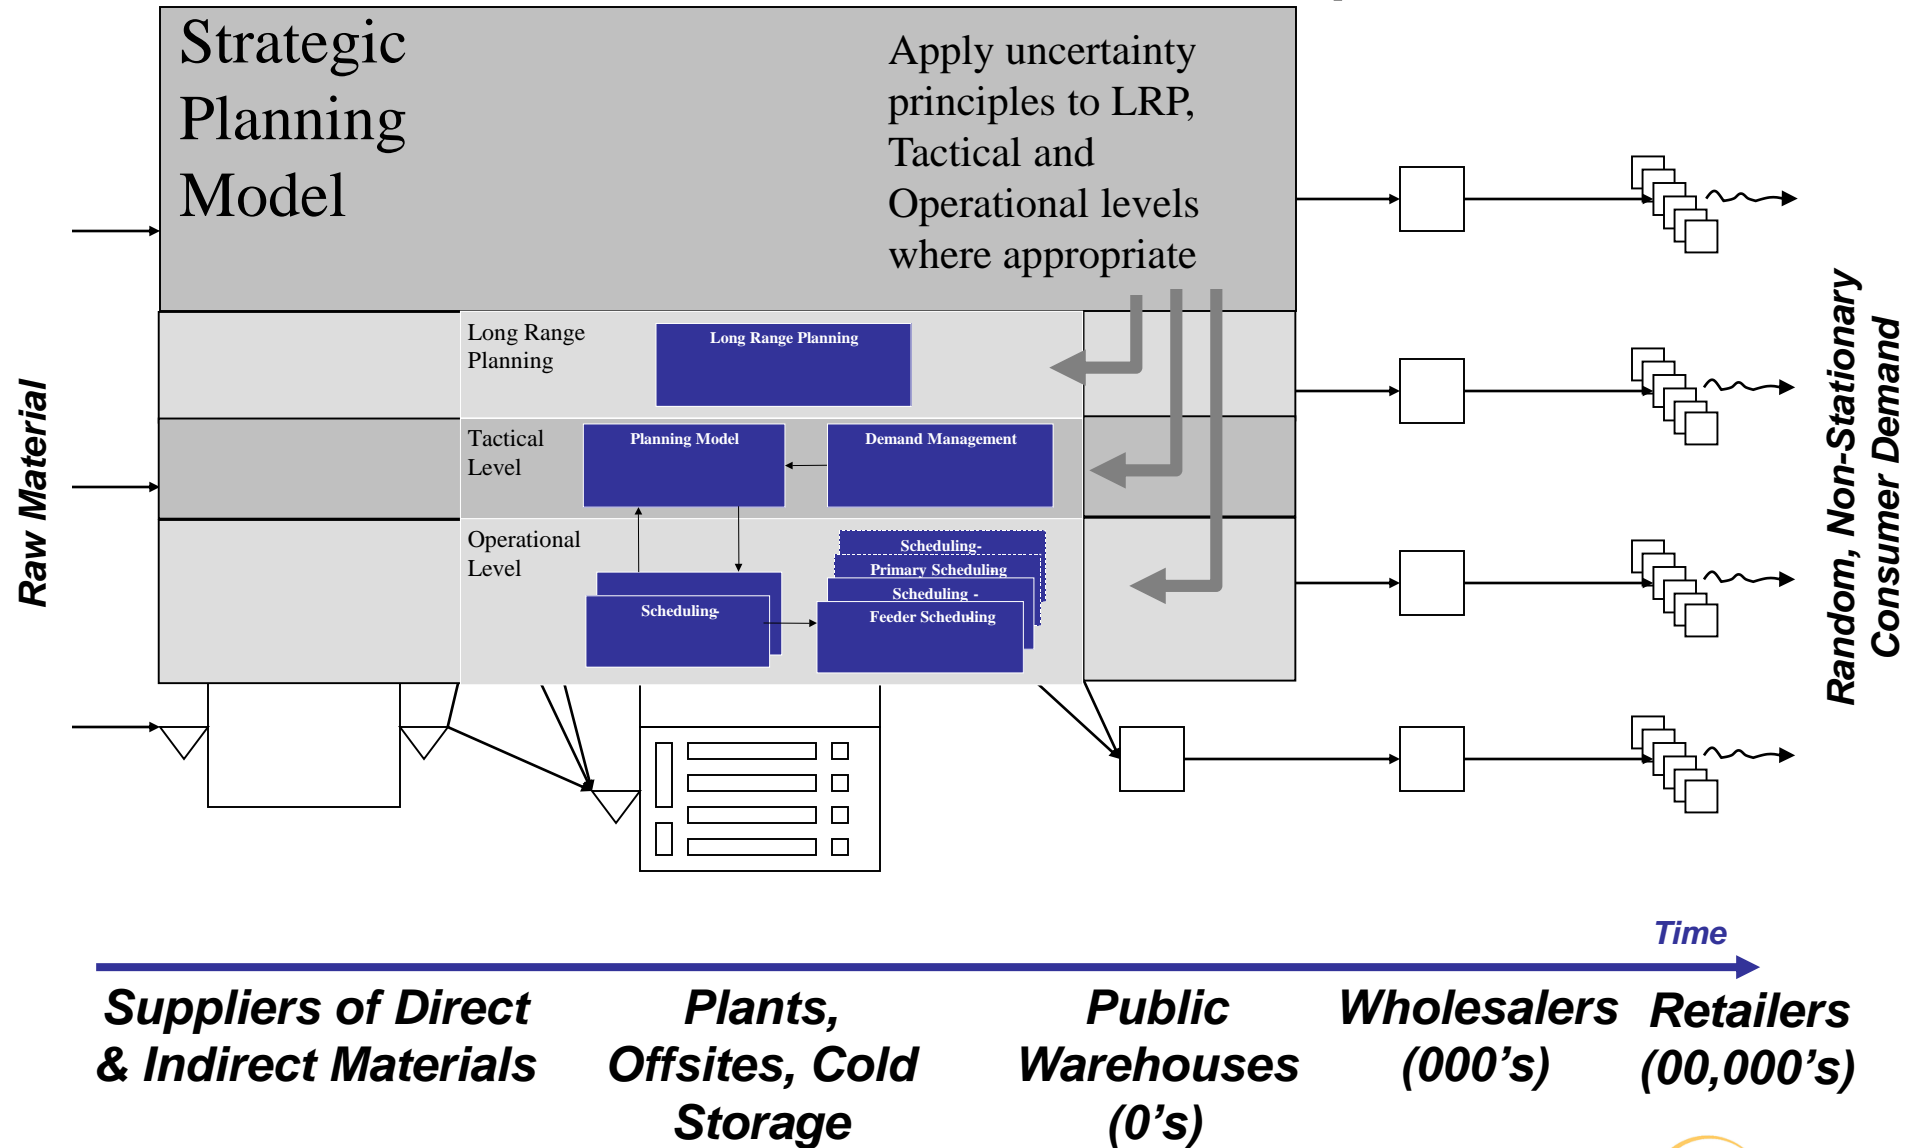 Strategic
Planning
Model
Apply uncertainty
principles to LRP,
Tactical and
Operational levels
where appropriate
Raw Material
Long Range
Planning
Long Range Planning
Tactical
Level
Planning Model
Demand Management
Operational
Level
Scheduling-
Scheduling-
Primary Scheduling
Scheduling -
Feeder Scheduling
Random, Non-Stationary
Consumer Demand
Time
Suppliers of Direct
& Indirect Materials
Plants,
Offsites, Cold
Storage
Public
Warehouses
(0’s)
Wholesalers
(000’s)
Retailers
(00,000’s)